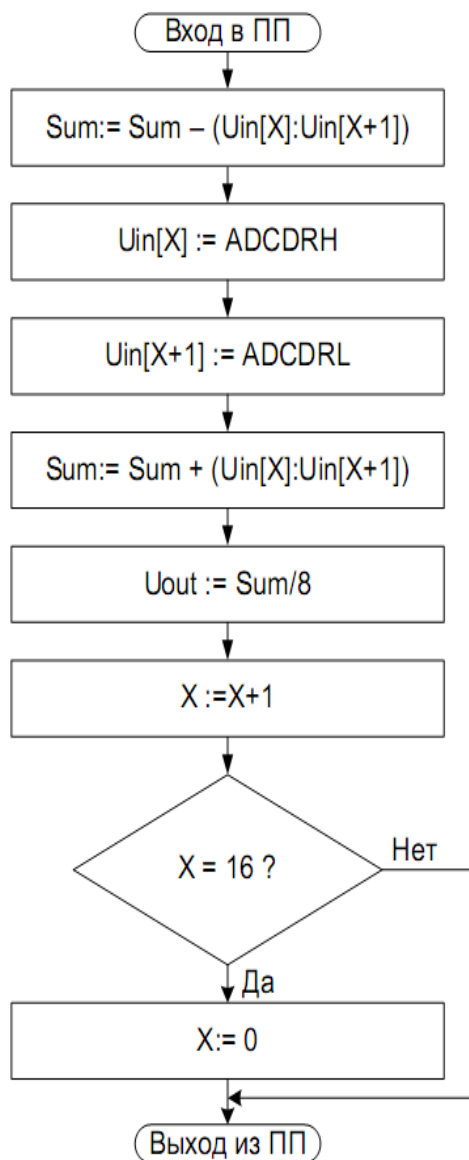 Вход в ПП
Sum:= Sum – (Uin[X]:Uin[X+1])
Uin[X] := ADCDRH
Uin[X+1] := ADCDRL
Sum:= Sum + (Uin[X]:Uin[X+1])
Uout := Sum/8
X :=X+1
X = 16 ?
Нет
Да
X:= 0
Выход из ПП